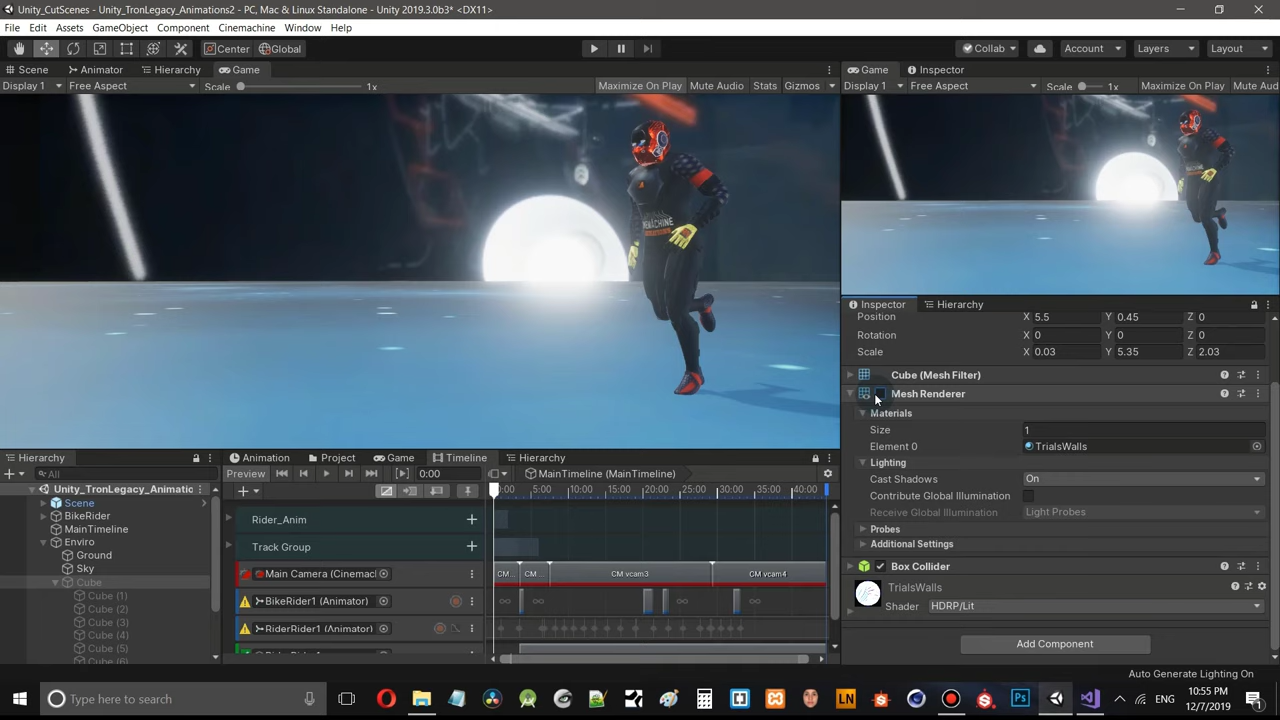 Unity_CutScenes - Unity_TronLegacy_Animations2 - PC, Mac & Linux Standalone - Unity 2019.3.0b3* <DX11>
File Edit Assets GameObject Component Cinemachine Window Help
Center Global Collab Account Layers Layout
Scene Animator Hierarchy Game Game Inspector
Display 1 Free Aspect Scale 1x Maximize On Play Mute Audio Stats Gizmos Display 1 Free Aspect Scale 1x Maximize On Play Mute Aud
Inspector Hierarchy
Position X 5.5 Y 0.45 Z 0
Rotation X 0 Y 0 Z 0
Scale X 0.03 Y 5.35 Z 2.03
Cube (Mesh Filter)
Mesh Renderer
Materials
Size 1
Element 0 TrialsWalls
Lighting
Cast Shadows On
Contribute Global Illumination
Receive Global Illumination Light Probes
Probes
Additional Settings
Box Collider
TrialsWalls
Shader HDRP/Lit
Add Component
Auto Generate Lighting On
Hierarchy Animation Project Game Timeline Hierarchy
All Preview 0:00 MainTimeline (MainTimeline)
Unity_TronLegacy_Animatio
Scene
BikeRider
MainTimeline
Enviro
Ground
Sky
Cube
Cube (1)
Cube (2)
Cube (3)
Cube (4)
Cube (5)
Cube (6)
0:00 5:00 10:00 15:00 20:00 25:00 30:00 35:00 40:00
Rider_Anim
Track Group
Main Camera (Cinemacl CM... CM... CM vcam3 CM vcam4
BikeRider1 (Animator)
RiderRider1 (Animator)
Type here to search ENG 10:55 PM
12/7/2019